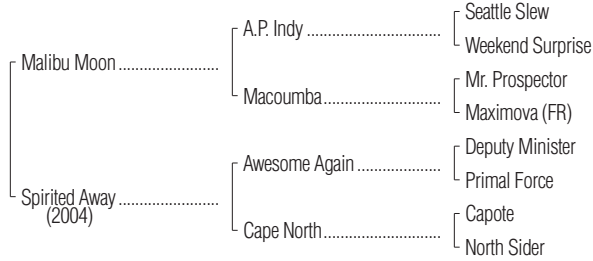 Seattle Slew
A.P. Indy ..........................
Weekend Surprise
Malibu Moon ........................
Mr. Prospector
Macoumba ..........................
Maximova (FR)
Deputy Minister
Awesome Again ..................
Primal Force
Spirited Away ........................
(2004)
Capote
Cape North ..........................
North Sider